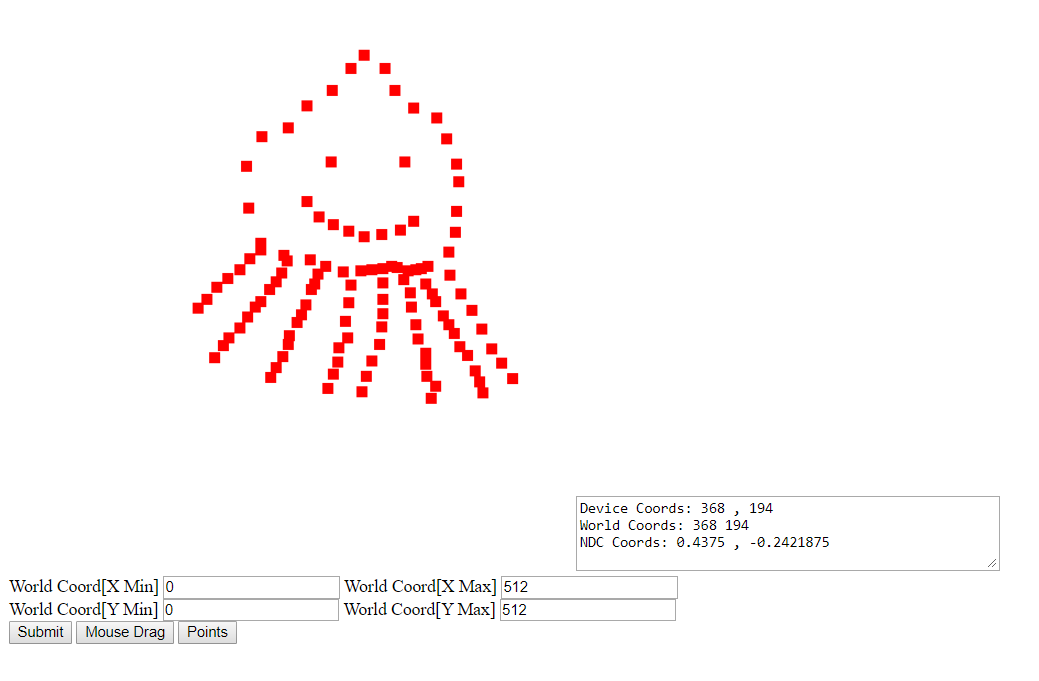 Device Coords: 368 , 194
World Coords: 368 194
NDC Coords: 0.4375 , -0.2421875
World Coord[X Min] 0 World Coord[X Max] 512
World Coord[Y Min] 0 World Coord[Y Max] 512
Submit Mouse Drag Points